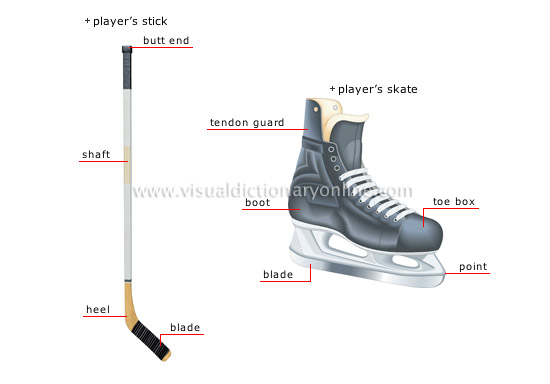 + player's stick
butt end
shaft
heel
blade
+ player's skate
tendon guard
www.visualdictionaryonline.com
boot
toe box
blade
point